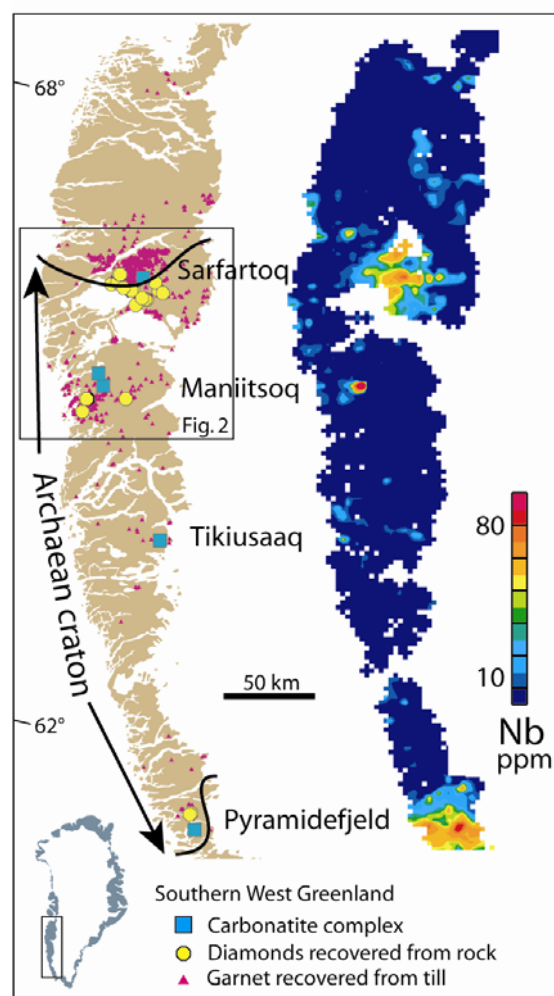 68°
Sarfartoq
Maniitsoq
Fig. 2
Archaean craton
Tikiusaaq
80
50 km
10
62°
Nb
ppm
Pyramidefjeld
Southern West Greenland
Carbonatite complex
Diamonds recovered from rock
Garnet recovered from till